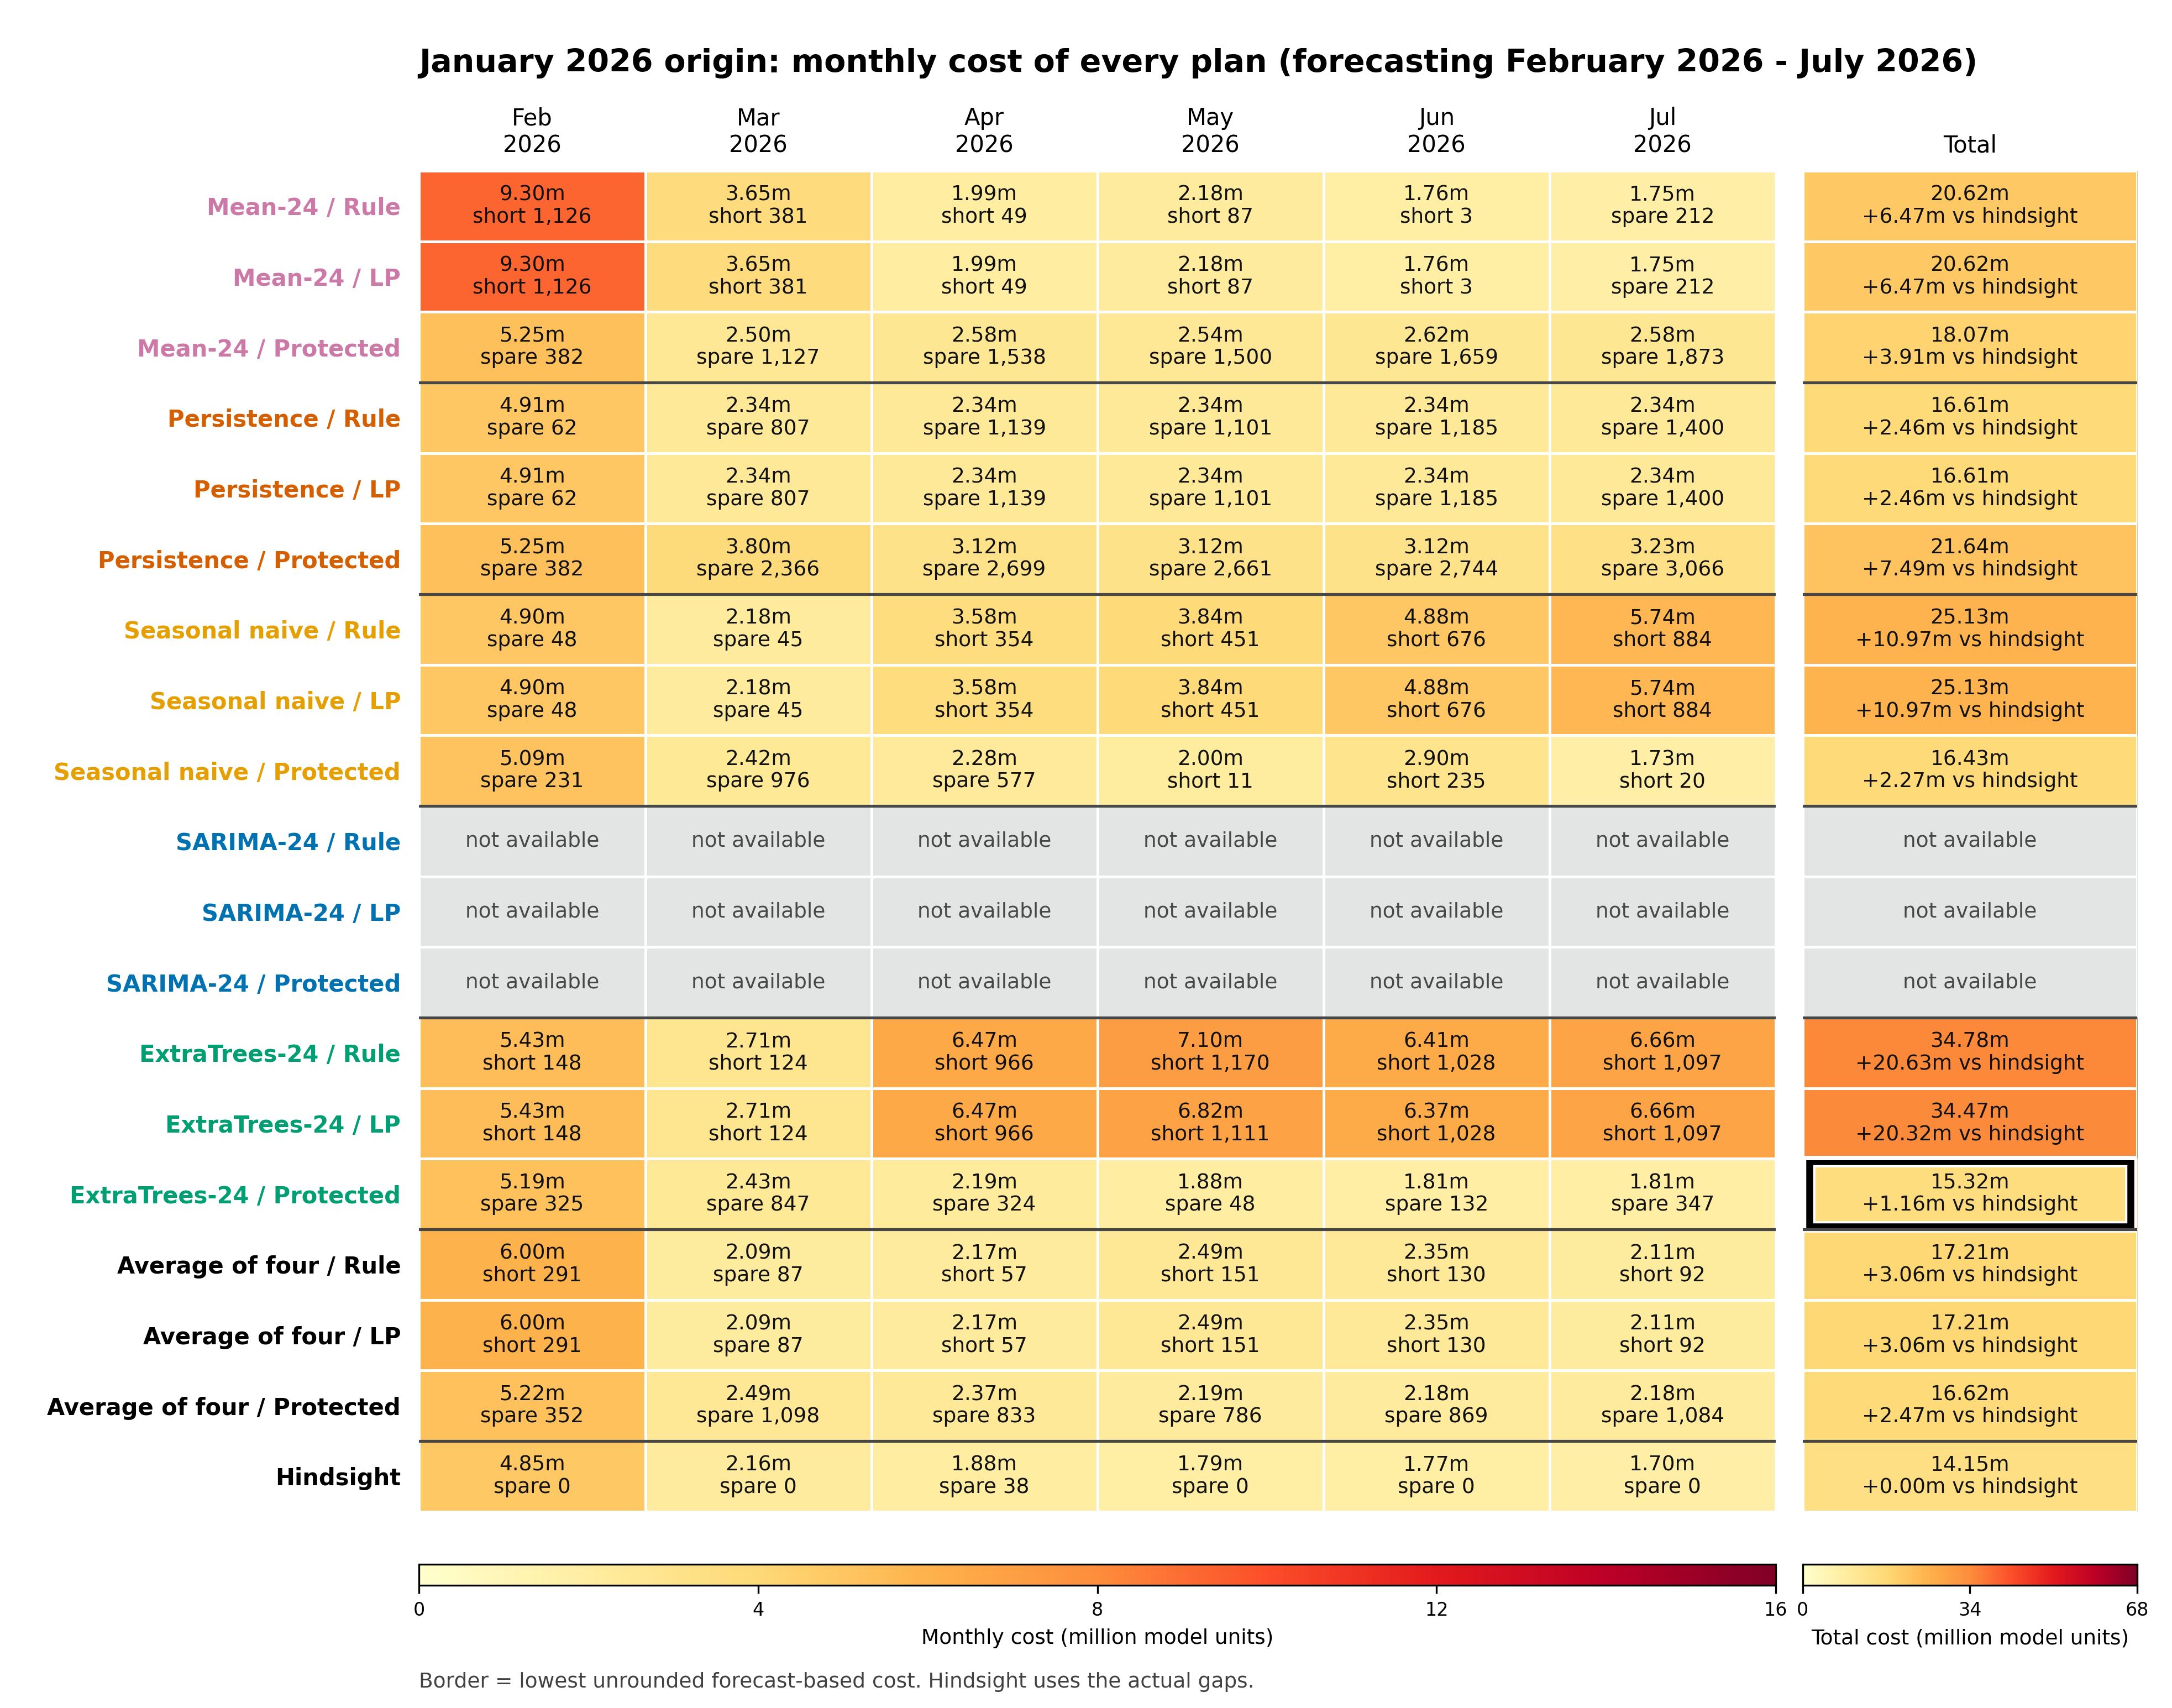 January 2026 origin: monthly cost of every plan (forecasting February 2026 - July 2026)
Feb 2026 Mar 2026 Apr 2026 May 2026 Jun 2026 Jul 2026 Total
Mean-24 / Rule
9.30m 3.65m 1.99m 2.18m 1.76m 1.75m 20.62m
short 1,126 short 381 short 49 short 87 short 3 spare 212 +6.47m vs hindsight
Mean-24 / LP
9.30m 3.65m 1.99m 2.18m 1.76m 1.75m 20.62m
short 1,126 short 381 short 49 short 87 short 3 spare 212 +6.47m vs hindsight
Mean-24 / Protected
5.25m 2.50m 2.58m 2.54m 2.62m 2.58m 18.07m
spare 382 spare 1,127 spare 1,538 spare 1,500 spare 1,659 spare 1,873 +3.91m vs hindsight
Persistence / Rule
4.91m 2.34m 2.34m 2.34m 2.34m 2.34m 16.61m
spare 62 spare 807 spare 1,139 spare 1,101 spare 1,185 spare 1,400 +2.46m vs hindsight
Persistence / LP
4.91m 2.34m 2.34m 2.34m 2.34m 2.34m 16.61m
spare 62 spare 807 spare 1,139 spare 1,101 spare 1,185 spare 1,400 +2.46m vs hindsight
Persistence / Protected
5.25m 3.80m 3.12m 3.12m 3.12m 3.23m 21.64m
spare 382 spare 2,366 spare 2,699 spare 2,661 spare 2,744 spare 3,066 +7.49m vs hindsight
Seasonal naive / Rule
4.90m 2.18m 3.58m 3.84m 4.88m 5.74m 25.13m
spare 48 spare 45 short 354 short 451 short 676 short 884 +10.97m vs hindsight
Seasonal naive / LP
4.90m 2.18m 3.58m 3.84m 4.88m 5.74m 25.13m
spare 48 spare 45 short 354 short 451 short 676 short 884 +10.97m vs hindsight
Seasonal naive / Protected
5.09m 2.42m 2.28m 2.00m 2.90m 1.73m 16.43m
spare 231 spare 976 spare 577 short 11 short 235 short 20 +2.27m vs hindsight
SARIMA-24 / Rule
not available not available not available not available not available not available not available
SARIMA-24 / LP
not available not available not available not available not available not available not available
SARIMA-24 / Protected
not available not available not available not available not available not available not available
ExtraTrees-24 / Rule
5.43m 2.71m 6.47m 7.10m 6.41m 6.66m 34.78m
short 148 short 124 short 966 short 1,170 short 1,028 short 1,097 +20.63m vs hindsight
ExtraTrees-24 / LP
5.43m 2.71m 6.47m 6.82m 6.37m 6.66m 34.47m
short 148 short 124 short 966 short 1,111 short 1,028 short 1,097 +20.32m vs hindsight
ExtraTrees-24 / Protected
5.19m 2.43m 2.19m 1.88m 1.81m 1.81m 15.32m
spare 325 spare 847 spare 324 spare 48 spare 132 spare 347 +1.16m vs hindsight
Average of four / Rule
6.00m 2.09m 2.17m 2.49m 2.35m 2.11m 17.21m
short 291 spare 87 short 57 short 151 short 130 short 92 +3.06m vs hindsight
Average of four / LP
6.00m 2.09m 2.17m 2.49m 2.35m 2.11m 17.21m
short 291 spare 87 short 57 short 151 short 130 short 92 +3.06m vs hindsight
Average of four / Protected
5.22m 2.49m 2.37m 2.19m 2.18m 2.18m 16.62m
spare 352 spare 1,098 spare 833 spare 786 spare 869 spare 1,084 +2.47m vs hindsight
Hindsight
4.85m 2.16m 1.88m 1.79m 1.77m 1.70m 14.15m
spare 0 spare 0 spare 38 spare 0 spare 0 spare 0 +0.00m vs hindsight
0 4 8 12 16 0 34 68
Monthly cost (million model units) Total cost (million model units)
Border = lowest unrounded forecast-based cost. Hindsight uses the actual gaps.